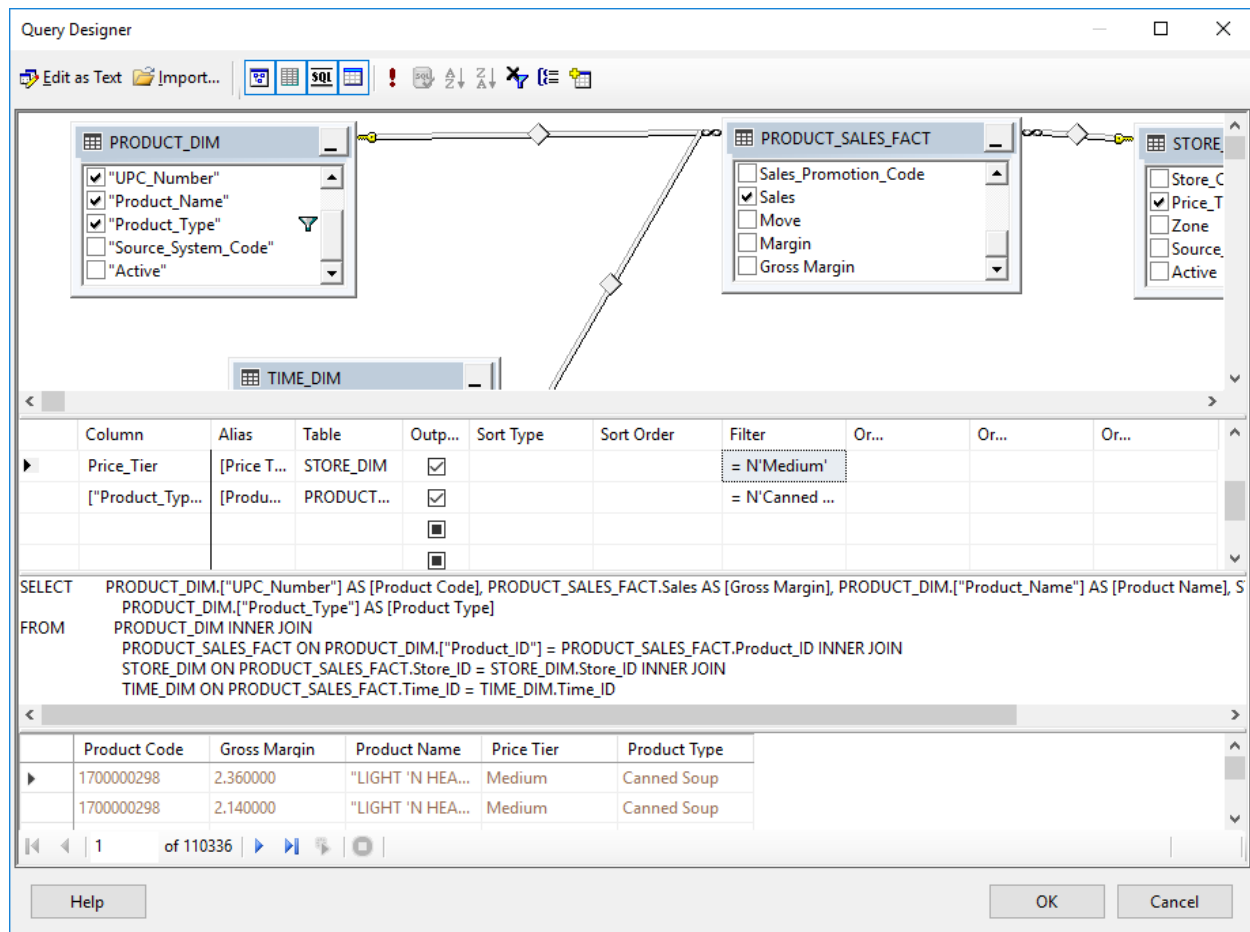 Query Designer
Edit as Text Import... SQL
PRODUCT_DIM
"UPC_Number"
"Product_Name"
"Product_Type"
"Source_System_Code"
"Active"
PRODUCT_SALES_FACT
Sales_Promotion_Code
Sales
Move
Margin
Gross Margin
STORE_
Store_C
Price_T
Zone
Source_
Active
TIME_DIM
Column Alias Table Outp... Sort Type Sort Order Filter Or... Or... Or...
Price_Tier [Price T... STORE_DIM = N'Medium'
["Product_Typ... [Produ... PRODUCT... = N'Canned ...
SELECT PRODUCT_DIM.["UPC_Number"] AS [Product Code], PRODUCT_SALES_FACT.Sales AS [Gross Margin], PRODUCT_DIM.["Product_Name"] AS [Product Name], S
PRODUCT_DIM.["Product_Type"] AS [Product Type]
FROM PRODUCT_DIM INNER JOIN
PRODUCT_SALES_FACT ON PRODUCT_DIM.["Product_ID"] = PRODUCT_SALES_FACT.Product_ID INNER JOIN
STORE_DIM ON PRODUCT_SALES_FACT.Store_ID = STORE_DIM.Store_ID INNER JOIN
TIME_DIM ON PRODUCT_SALES_FACT.Time_ID = TIME_DIM.Time_ID
Product Code Gross Margin Product Name Price Tier Product Type
1700000298 2.360000 "LIGHT 'N HEA... Medium Canned Soup
1700000298 2.140000 "LIGHT 'N HEA... Medium Canned Soup
1 of 110336
Help OK Cancel